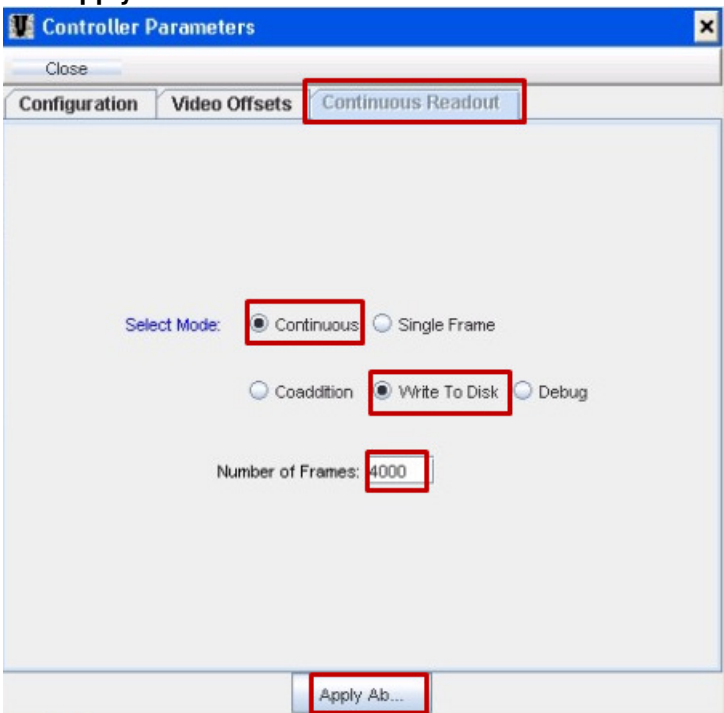 Controller Parameters
Close
Configuration Video Offsets Continuous Readout
Select Mode: Continuous Single Frame
Coaddition Write To Disk Debug
Number of Frames: 4000
Apply Ab...